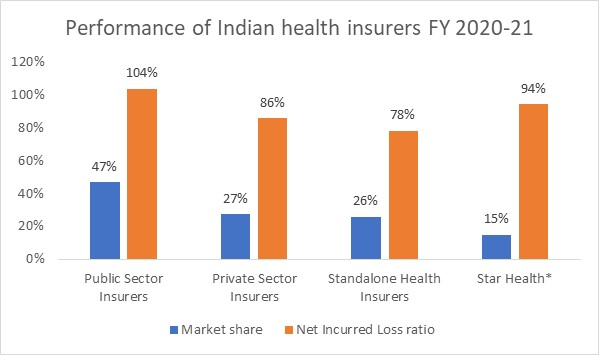 Performance of Indian health insurers FY 2020-21
120%
100%
80%
60%
40%
20%
0%
104%
94%
86%
78%
47%
27%
26%
15%
Public Sector
Insurers
Private Sector
Insurers
Standalone Health
Insurers
Star Health*
Market share
Net Incurred Loss ratio